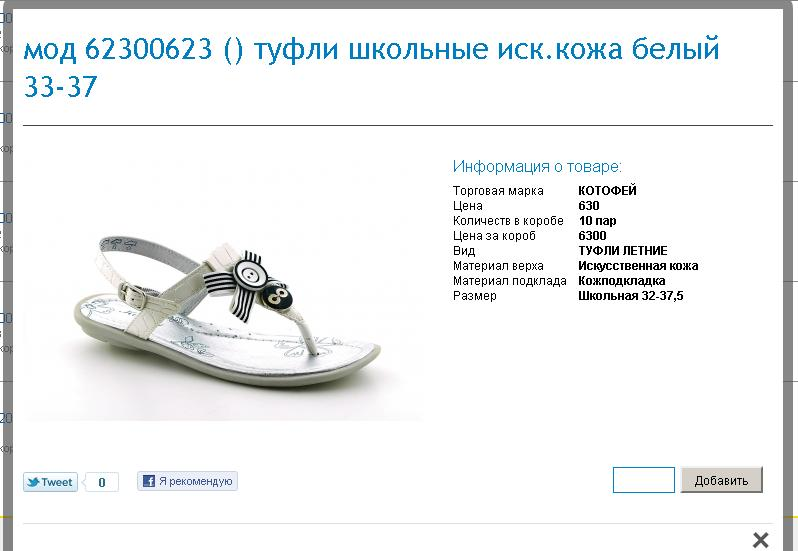 мод 62300623 () туфли школьные иск.кожа белый
33-37
Информация о товаре:
Торговая марка КОТОФЕЙ
Цена 630
Количеств в коробе 10 пар
Цена за короб 6300
Вид ТУФЛИ ЛЕТНИЕ
Материал верха Искусственная кожа
Материал подклада Кожподкладка
Размер Школьная 32-37,5
Tweet 0 Я рекомендую Добавить